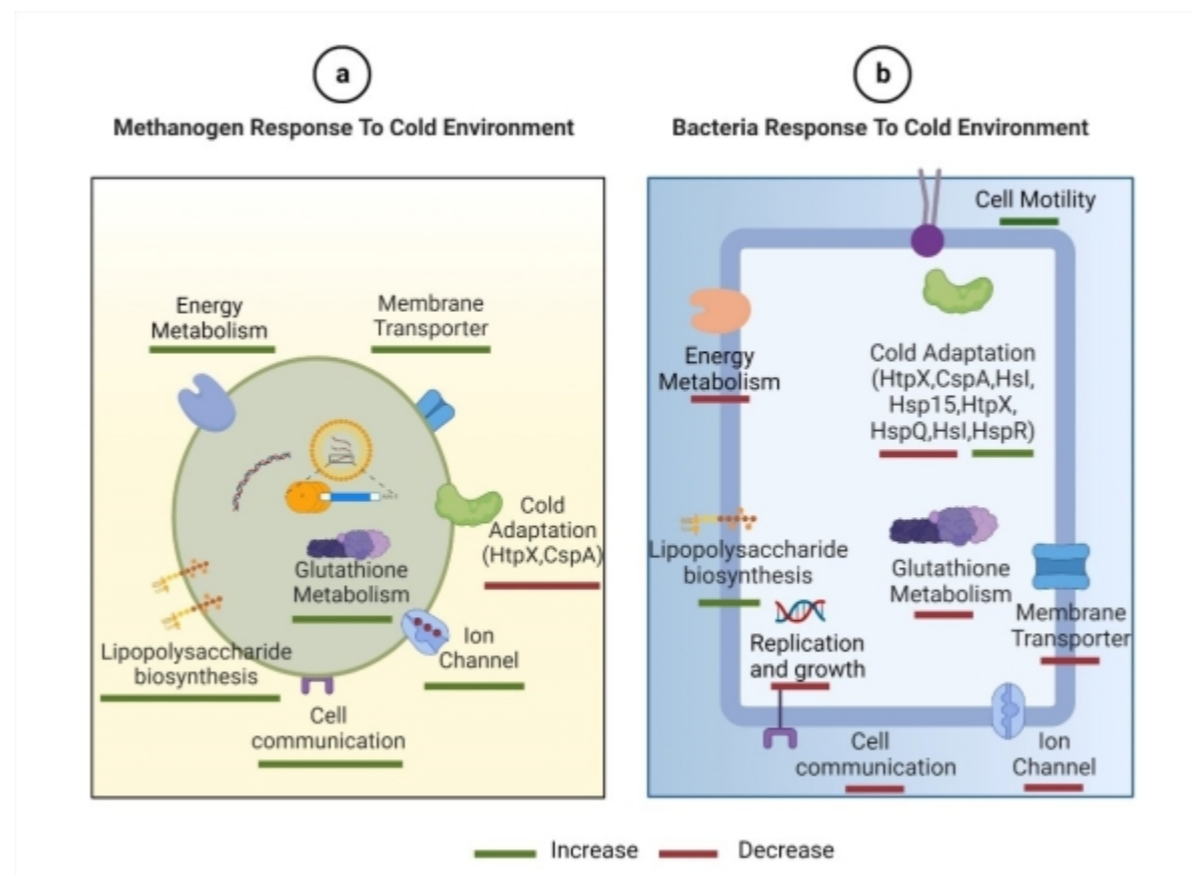 a
Methanogen Response To Cold Environment
Energy
Metabolism
Membrane
Transporter
Cold
Adaptation
(HtpX,CspA)
Glutathione
Metabolism
Ion
Channel
Lipopolysaccharide
biosynthesis
Cell
communication
b
Bacteria Response To Cold Environment
Cell Motility
Energy
Metabolism
Cold Adaptation
(HtpX,CspA,Hsl,
Hsp15,HtpX,
HspQ,Hsl,HspR)
Lipopolysaccharide
biosynthesis
Glutathione
Metabolism
Membrane
Transporter
Replication
and growth
Cell
communication
Ion
Channel
Increase
Decrease